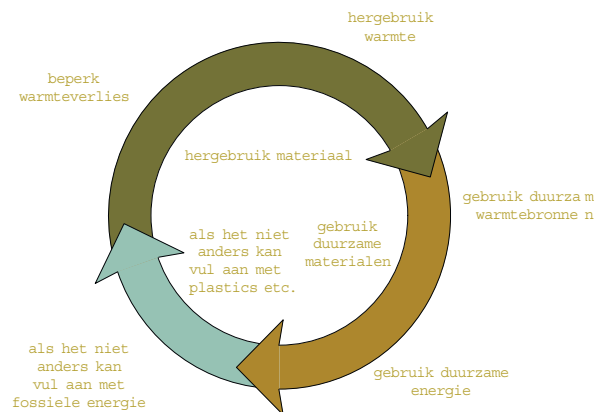 hergebruik
warmte
beperk
warmteverlies
hergebruik materiaal
gebruik duurza m
warmtebronne n
gebruik
duurzame
materialen
als het niet
anders kan
vul aan met
plastics etc.
als het niet
anders kan
vul aan met
fossiele energie
gebruik duurzame
energie